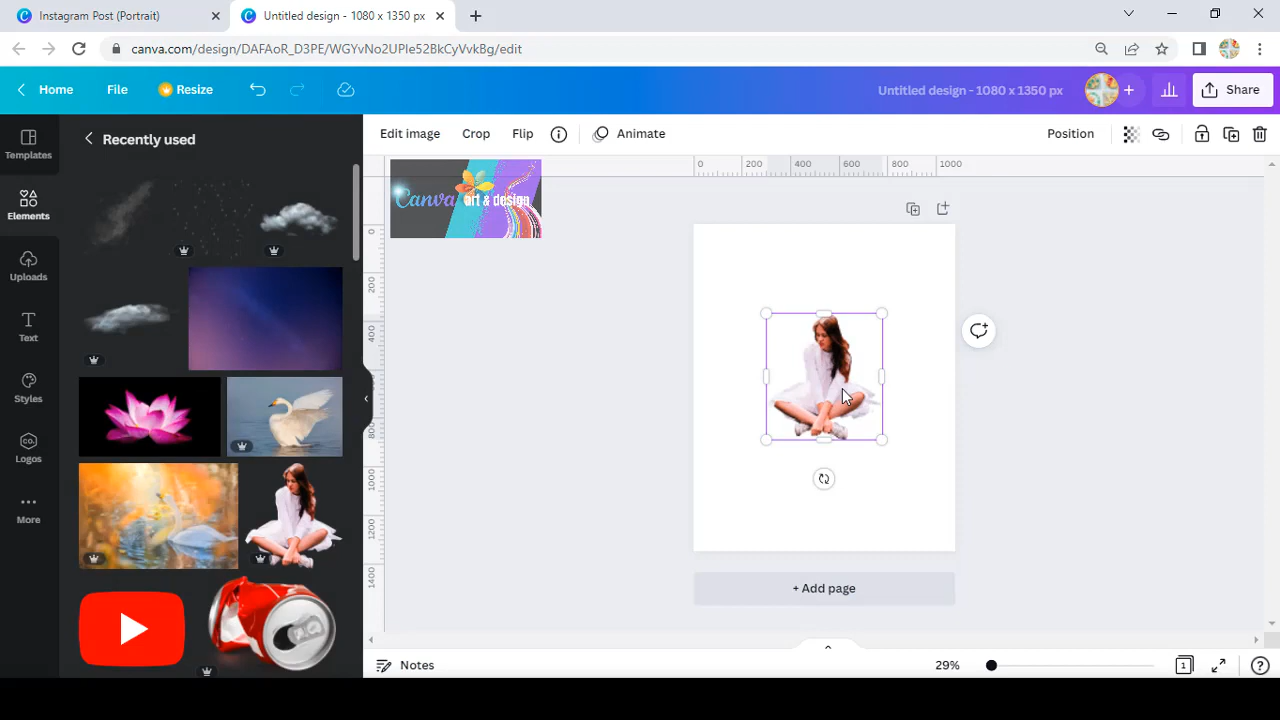 Instagram Post (Portrait)
Untitled design - 1080 x 1350 px
canva.com/design/DAFAoR_D3PE/WGYvNo2UPIe52BkCyVvkBg/edit
Home
File
Resize
Untitled design - 1080 x 1350 px
Share
Templates
Elements
Uploads
Text
Styles
Logos
More
Recently used
Edit image
Crop
Flip
Animate
Position
Canva art & design
0 200 400 600 800 1000
0
200
400
600
800
1000
1200
1400
+ Add page
Notes
29%
1